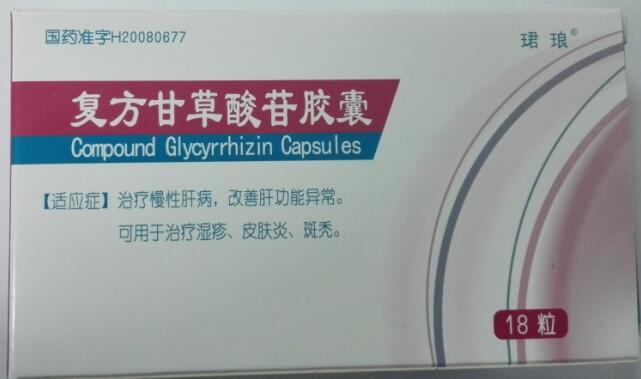 国药准字H20080677
珺琅®
复方甘草酸苷胶囊
Compound Glycyrrhizin Capsules
【适应症】治疗慢性肝病，改善肝功能异常。
可用于治疗湿疹、皮肤炎、斑秃。
18粒